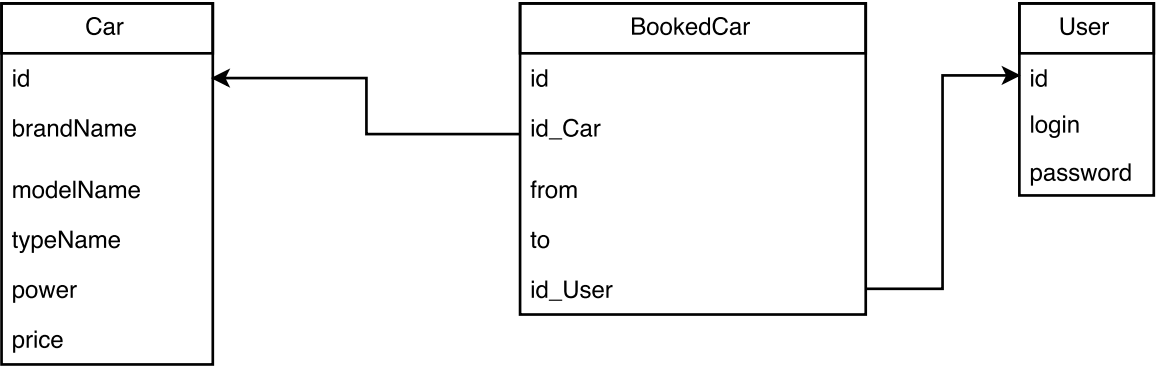 Car
id
brandName
modelName
typeName
power
price
BookedCar
id
id_Car
from
to
id_User
User
id
login
password